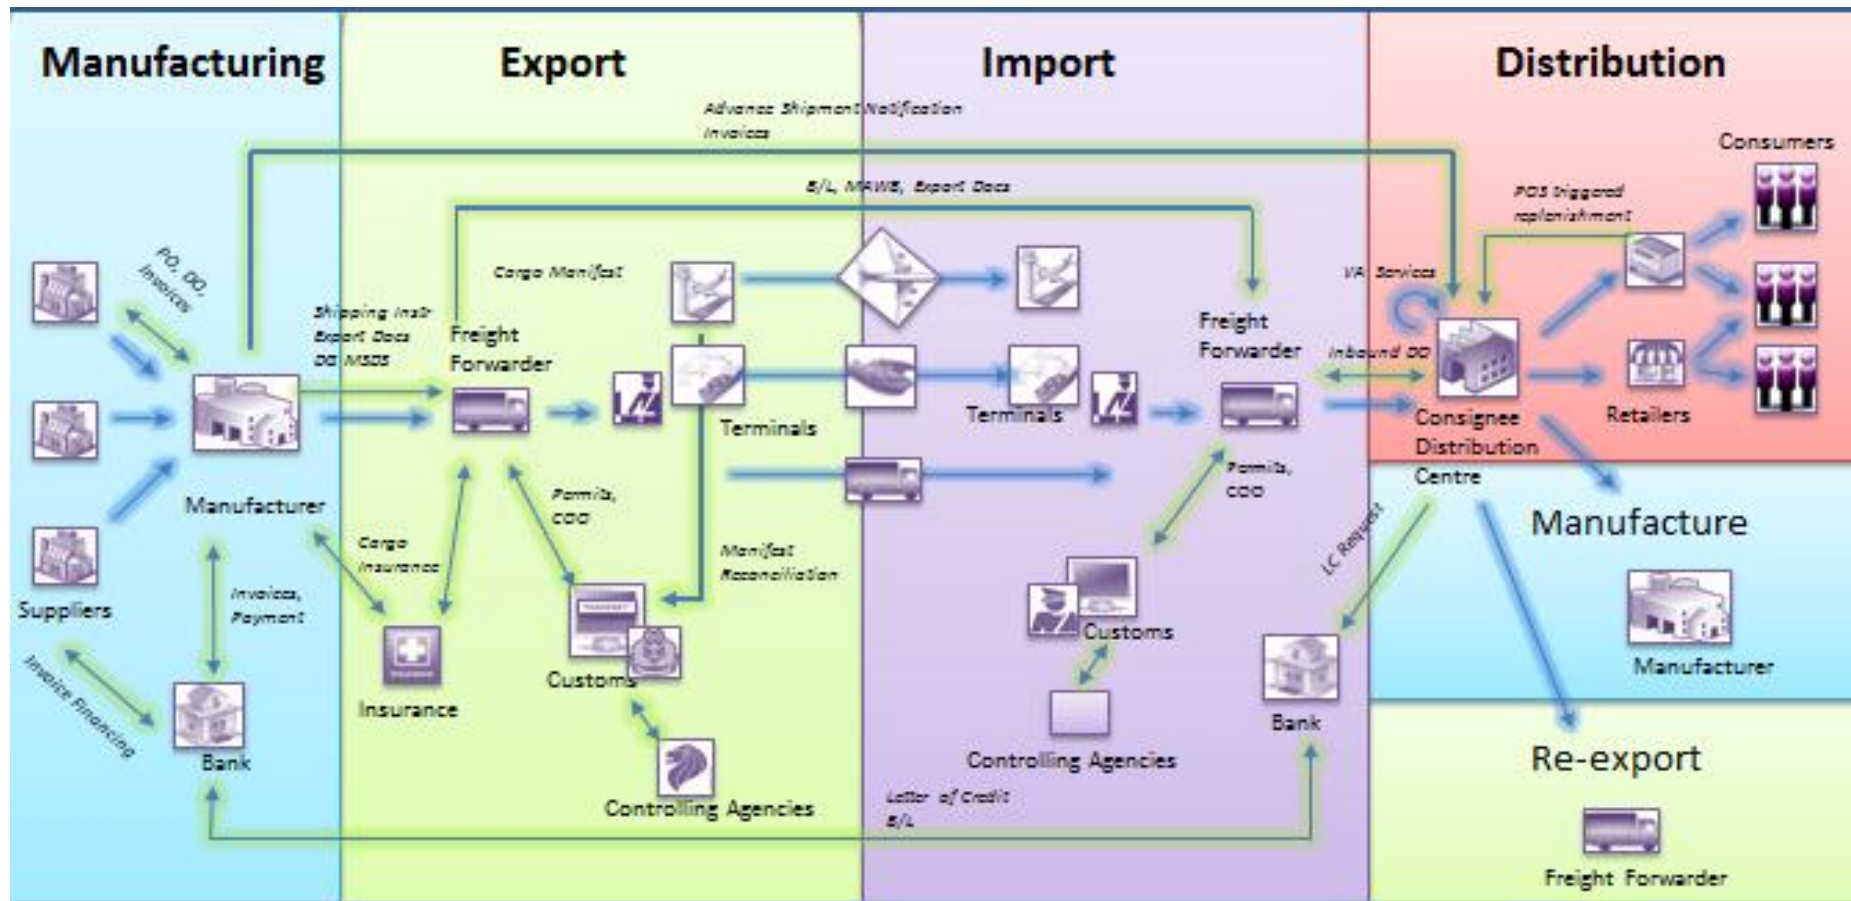 Manufacturing
Export
Import
Distribution
Advance Shipment Notification
Invoices
Consumers
B/L, MAWB, Export Docs
POS triggered
replenishment
PO, DO,
Invoices
Cargo Manifest
VA Services
Shipping Instr
Export Docs
DG MSDS
Freight
Forwarder
Freight
Forwarder
Inbound DO
Terminals
Terminals
Retailers
Consignee
Distribution
Centre
Manufacturer
Permits,
COO
Permits,
COO
Cargo
Insurance
Manifest
Reconciliation
LC Request
Manufacture
Suppliers
Invoices,
Payment
Customs
Customs
Manufacturer
Invoice Financing
Insurance
Bank
Bank
Controlling Agencies
Controlling Agencies
Re-export
Letter of Credit
B/L
Freight Forwarder